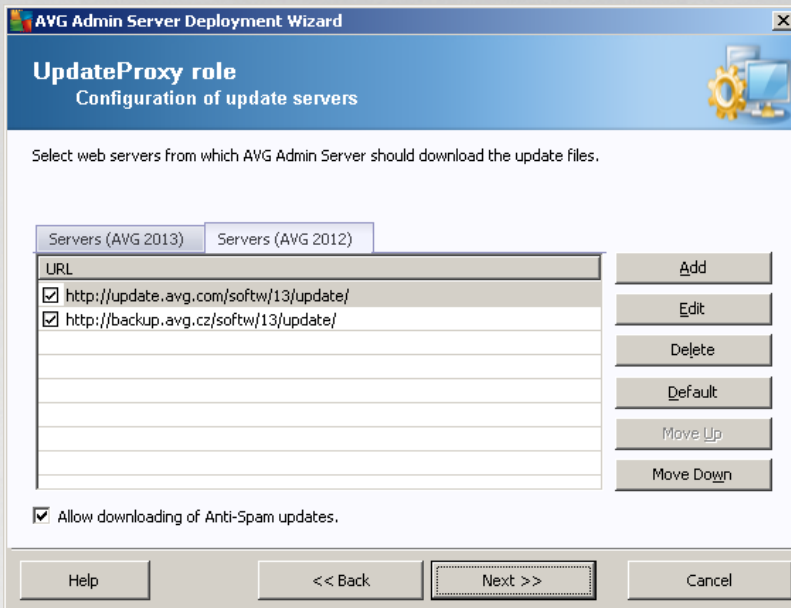 AVG Admin Server Deployment Wizard
UpdateProxy role
Configuration of update servers
Select web servers from which AVG Admin Server should download the update files.
Servers (AVG 2013) Servers (AVG 2012)
URL
http://update.avg.com/softw/13/update/
http://backup.avg.cz/softw/13/update/
Add
Edit
Delete
Default
Move Up
Move Down
Allow downloading of Anti-Spam updates.
Help << Back Next >> Cancel